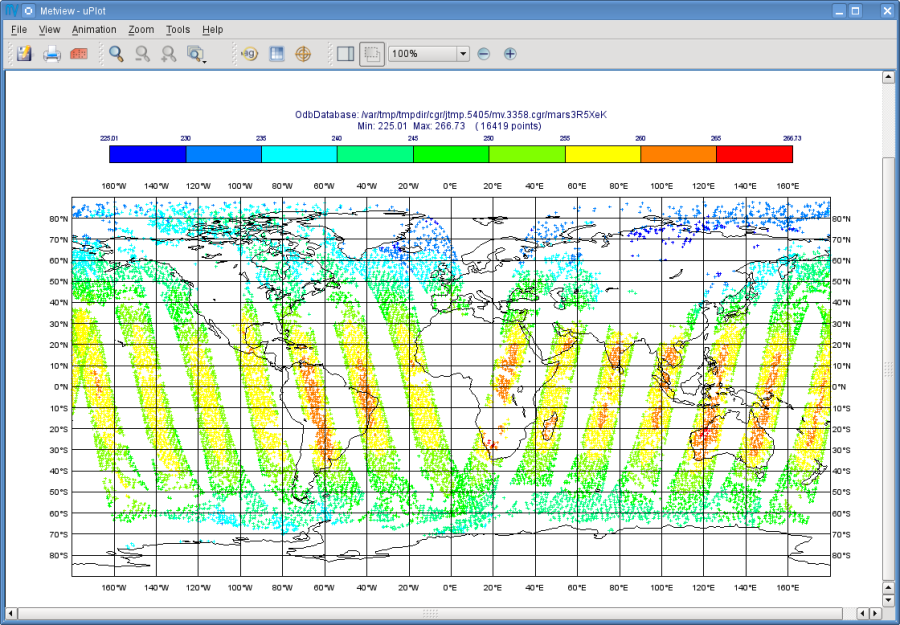 Metview - uPlot
File View Animation Zoom Tools Help
ag 100%
OdbDatabase: /var/tmp/tmpdir/cgr/jtmp.5405/mv.3358.cgr/mars3R5XeK
Min: 225.01 Max: 266.73 ( 16419 points)
225.01 230 235 240 245 250 255 260 265 266.73
160°W 140°W 120°W 100°W 80°W 60°W 40°W 20°W 0°E 20°E 40°E 60°E 80°E 100°E 120°E 140°E 160°E
80°N 80°N
70°N 70°N
60°N 60°N
50°N 50°N
40°N 40°N
30°N 30°N
20°N 20°N
10°N 10°N
0°N 0°N
10°S 10°S
20°S 20°S
30°S 30°S
40°S 40°S
50°S 50°S
60°S 60°S
70°S 70°S
80°S 80°S
160°W 140°W 120°W 100°W 80°W 60°W 40°W 20°W 0°E 20°E 40°E 60°E 80°E 100°E 120°E 140°E 160°E